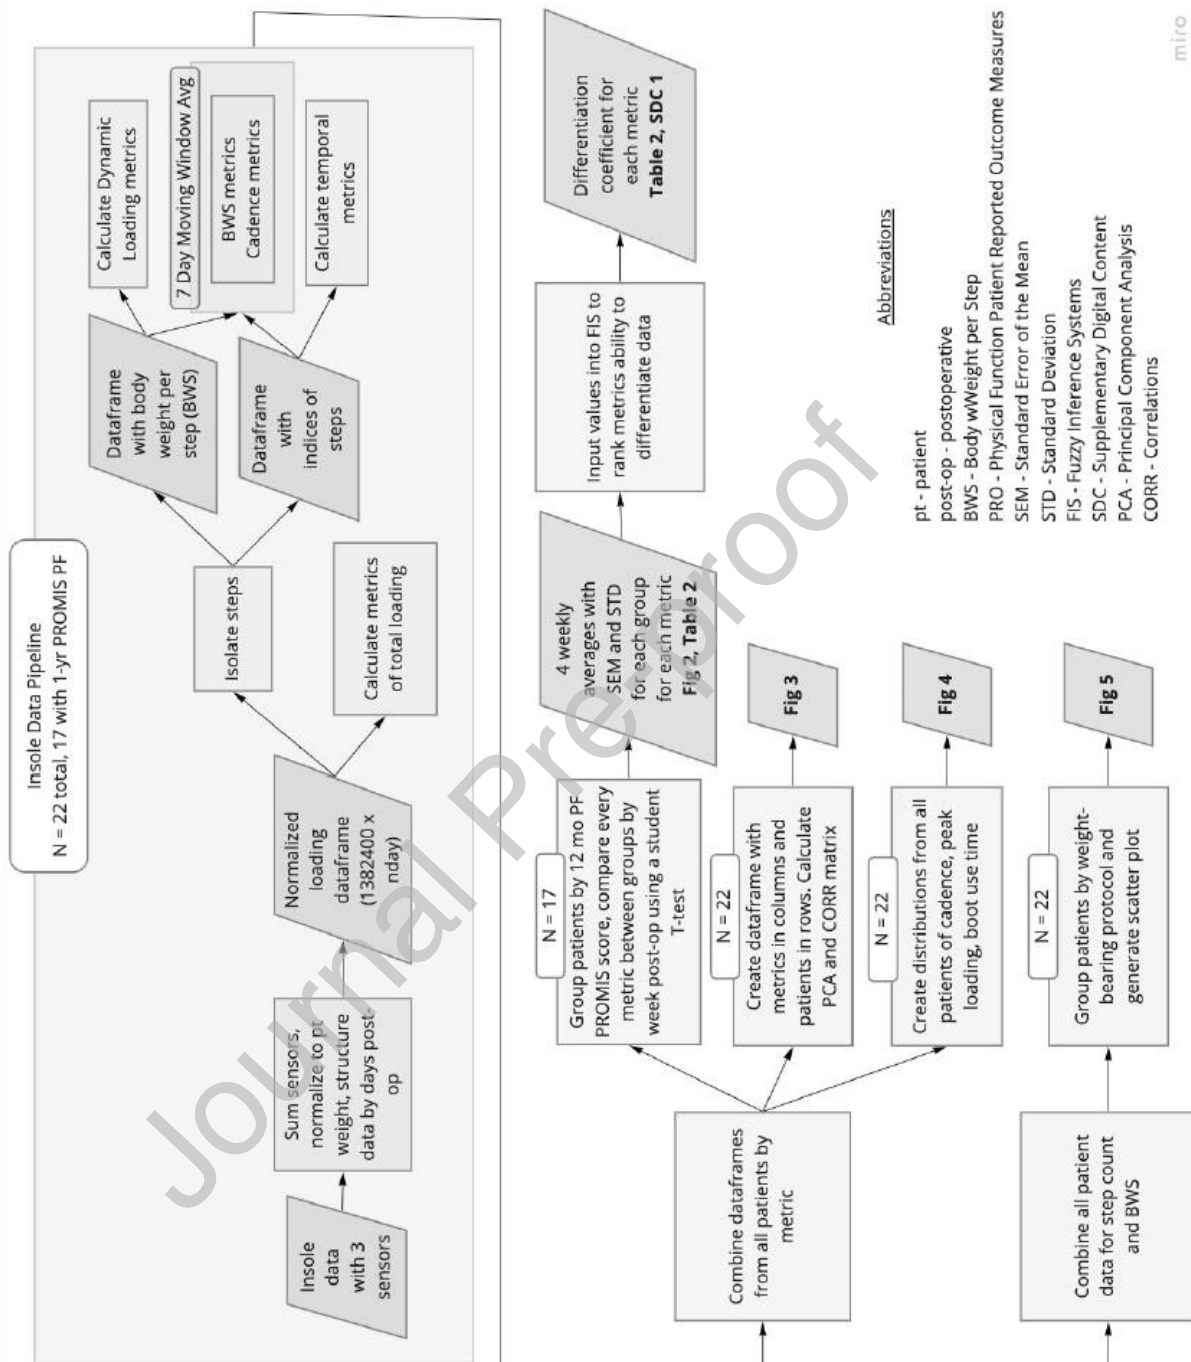 Insole Data Pipeline
N = 22 total, 17 with 1-yr PROMIS PF
Insole
data
with 3
sensors
Sum sensors,
normalize to pt
weight, structure
data by days post-
op
Normalized
loading
dataframe
(1382400 x
nday)
Isolate steps
Calculate metrics
of total loading
Dataframe
with body
weight per
step (BWS)
Dataframe
with
indices of
steps
Calculate Dynamic
Loading metrics
7 Day Moving Window Avg
BWS metrics
Cadence metrics
Calculate temporal
metrics
Combine dataframes
from all patients by
metric
N = 17
Group patients by 12 mo PF
PROMIS score, compare every
metric between groups by
week post-op using a student
T-test
4 weekly
averages with
SEM and STD
for each group
for each metric
Fig 2, Table 2
Input values into FIS to
rank metrics ability to
differentiate data
Differentiation
coefficient for
each metric
Table 2, SDC 1
N = 22
Create dataframe with
metrics in columns and
patients in rows. Calculate
PCA and CORR matrix
Fig 3
N = 22
Create distributions from all
patients of cadence, peak
loading, boot use time
Fig 4
Combine all patient
data for step count
and BWS
N = 22
Group patients by weight-
bearing protocol and
generate scatter plot
Fig 5
Abbreviations
pt - patient
post-op - postoperative
BWS - Body wWeight per Step
PRO - Physical Function Patient Reported Outcome Measures
SEM - Standard Error of the Mean
STD - Standard Deviation
FIS - Fuzzy Inference Systems
SDC - Supplementary Digital Content
PCA - Principal Component Analysis
CORR - Correlations
miro
Journal Pre-proof